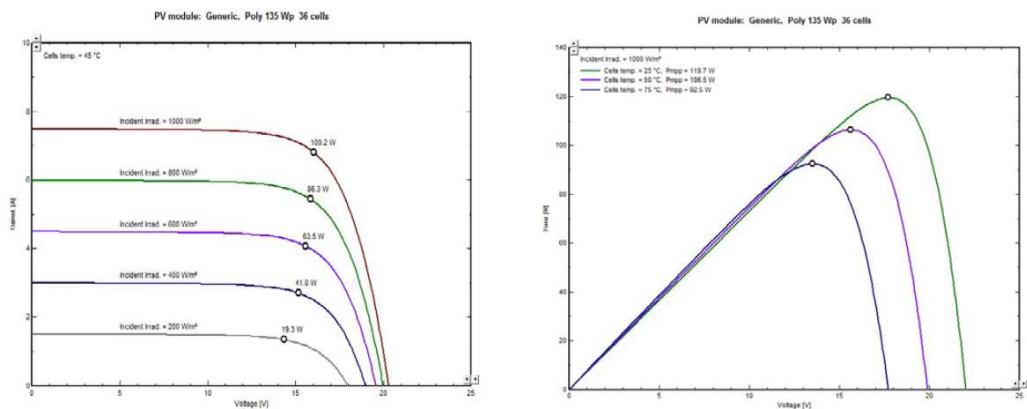 PV module: Generic, Poly 135 Wp 36 cells
10
8
6
4
2
0
Current [A]
Cells temp. = 45 °C
Incident Irrad. = 1000 W/m²
109.2 W
Incident Irrad. = 800 W/m²
86.3 W
Incident Irrad. = 600 W/m²
63.5 W
Incident Irrad. = 400 W/m²
41.0 W
Incident Irrad. = 200 W/m²
19.3 W
0
5
10
15
20
25
Voltage [V]
PV module: Generic, Poly 135 Wp 36 cells
140
120
100
80
60
40
20
0
Power [W]
Incident Irrad. = 1000 W/m²
Cells temp. = 25 °C, Pmpp = 119.7 W
Cells temp. = 50 °C, Pmpp = 106.5 W
Cells temp. = 75 °C, Pmpp = 92.5 W
0
5
10
15
20
25
Voltage [V]